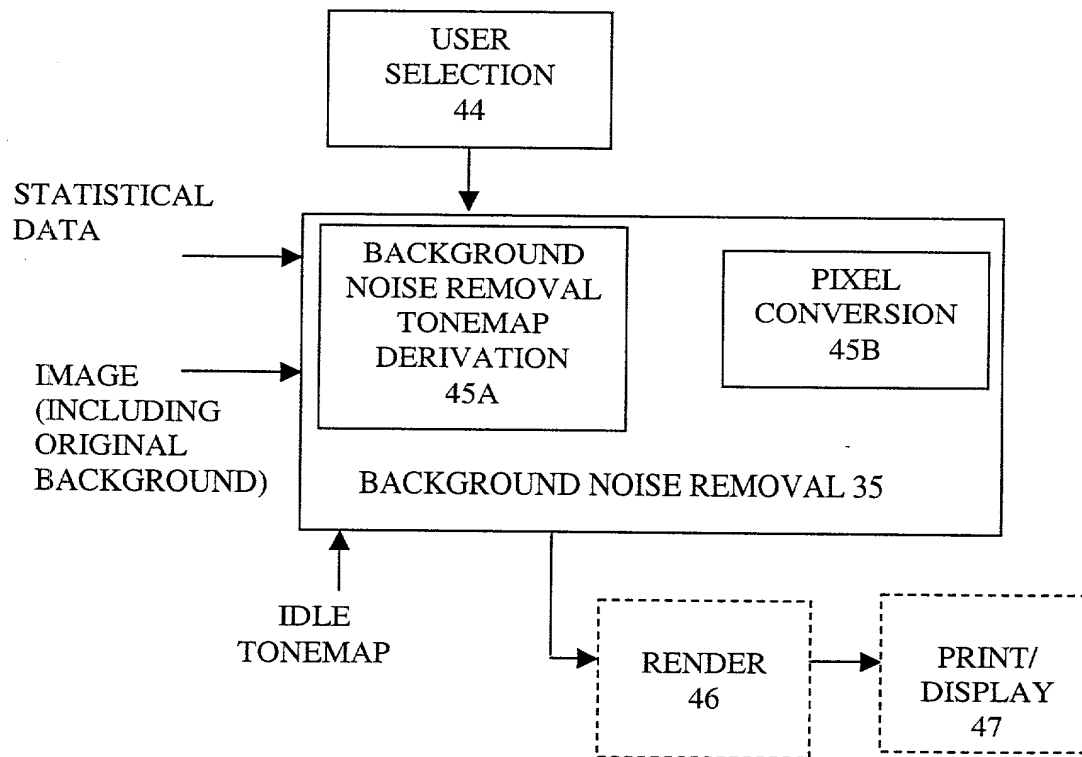 USER
SELECTION
44
STATISTICAL
DATA
BACKGROUND
NOISE REMOVAL
TONEMAP
DERIVATION
45A
PIXEL
CONVERSION
45B
IMAGE
(INCLUDING
ORIGINAL
BACKGROUND)
BACKGROUND NOISE REMOVAL 35
IDLE
TONEMAP
RENDER
46
PRINT/
DISPLAY
47